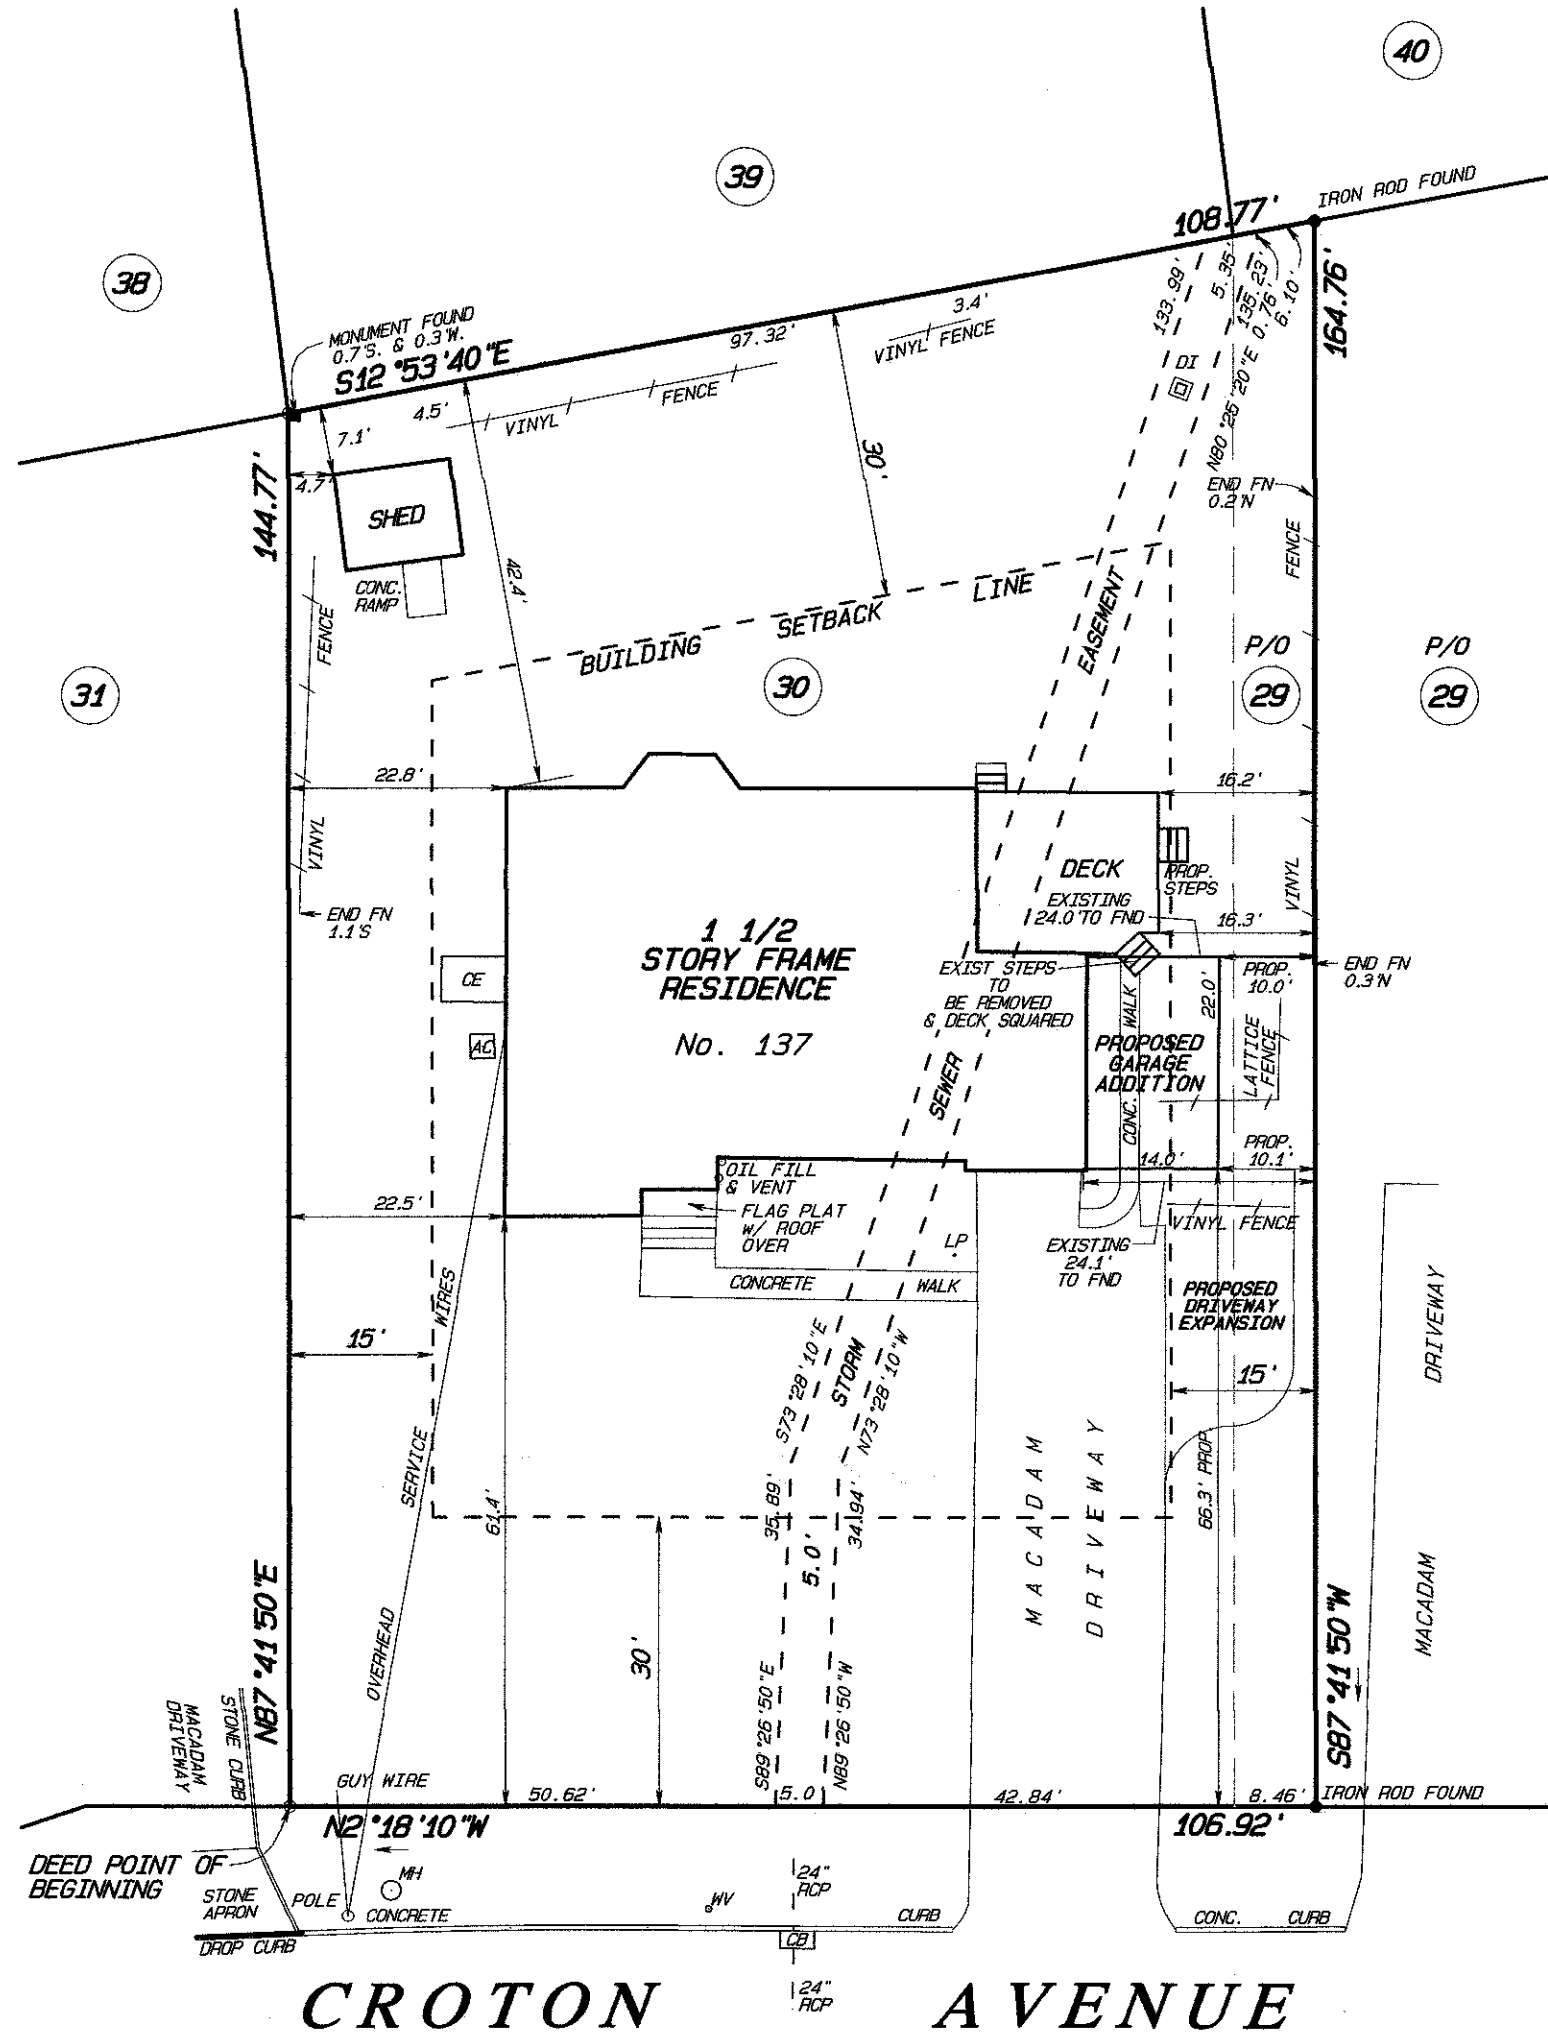 40
39
38
IRON ROD FOUND
108.77'
164.76'
MONUMENT FOUND
0.7'S. & 0.3'W.
S12°53'40"E
97.32'
3.4'
VINYL FENCE
133.99'
5.35'
135.23'
0.76'
6.10'
N80°25'20"E
DI
4.5'
VINYL
FENCE
7.1'
4.7'
144.77'
SHED
CONC.
RAMP
42.4'
30'
END FN
0.2'N
FENCE
BUILDING
SETBACK
LINE
EASEMENT
FENCE
VINYL
31
30
P/O
29
P/O
29
22.8'
16.2'
VINYL
DECK
PROP.
STEPS
EXISTING
24.0' TO FND
16.3'
END FN
1.1'S
1 1/2
STORY FRAME
RESIDENCE
No. 137
CE
AC
EXIST STEPS
TO
BE REMOVED
& DECK SQUARED
PROP.
10.0'
END FN
0.3'N
22.0'
CONC. WALK
PROPOSED
GARAGE
ADDITION
LATTICE
FENCE
SEWER
PROP.
10.1'
14.0'
OIL FILL
& VENT
FLAG PLAT
W/ ROOF
OVER
22.5'
LP
CONCRETE
WALK
EXISTING
24.1'
TO FND
VINYL FENCE
PROPOSED
DRIVEWAY
EXPANSION
15'
15'
WIRES
SERVICE
OVERHEAD
61.4'
S73°28'10"E
STORM
N73°28'10"W
35.89'
34.94'
5.0'
30'
S89°26'50"E
N89°26'50"W
MACADAM
DRIVEWAY
66.3' PROP.
DRIVEWAY
MACADAM
N87°41'50"E
S87°41'50"W
MACADAM
DRIVEWAY
STONE CURB
GUY WIRE
50.62'
5.0
42.84'
8.46'
IRON ROD FOUND
N2°18'10"W
106.92'
DEED POINT OF
BEGINNING
STONE
APRON
POLE
MH
CONCRETE
WV
24"
RCP
CURB
CONC.
CURB
DROP CURB
CB
24"
RCP
CROTON AVENUE